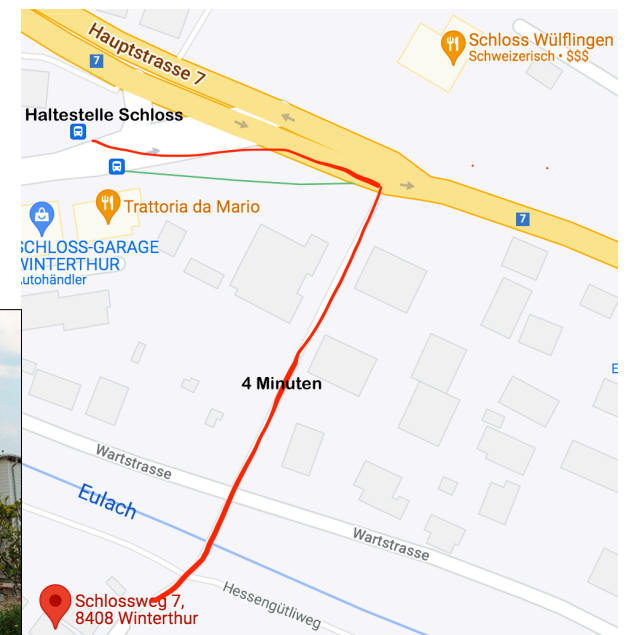 Hauptstrasse 7
7
Schloss Wülflingen
Schweizerisch • $$$
Haltestelle Schloss
Trattoria da Mario
7
SCHLOSS-GARAGE
WINTERTHUR
Autohändler
E
4 Minuten
Wartstrasse
Eulach
Wartstrasse
Schlossweg 7,
8408 Winterthur
Hessengütliweg